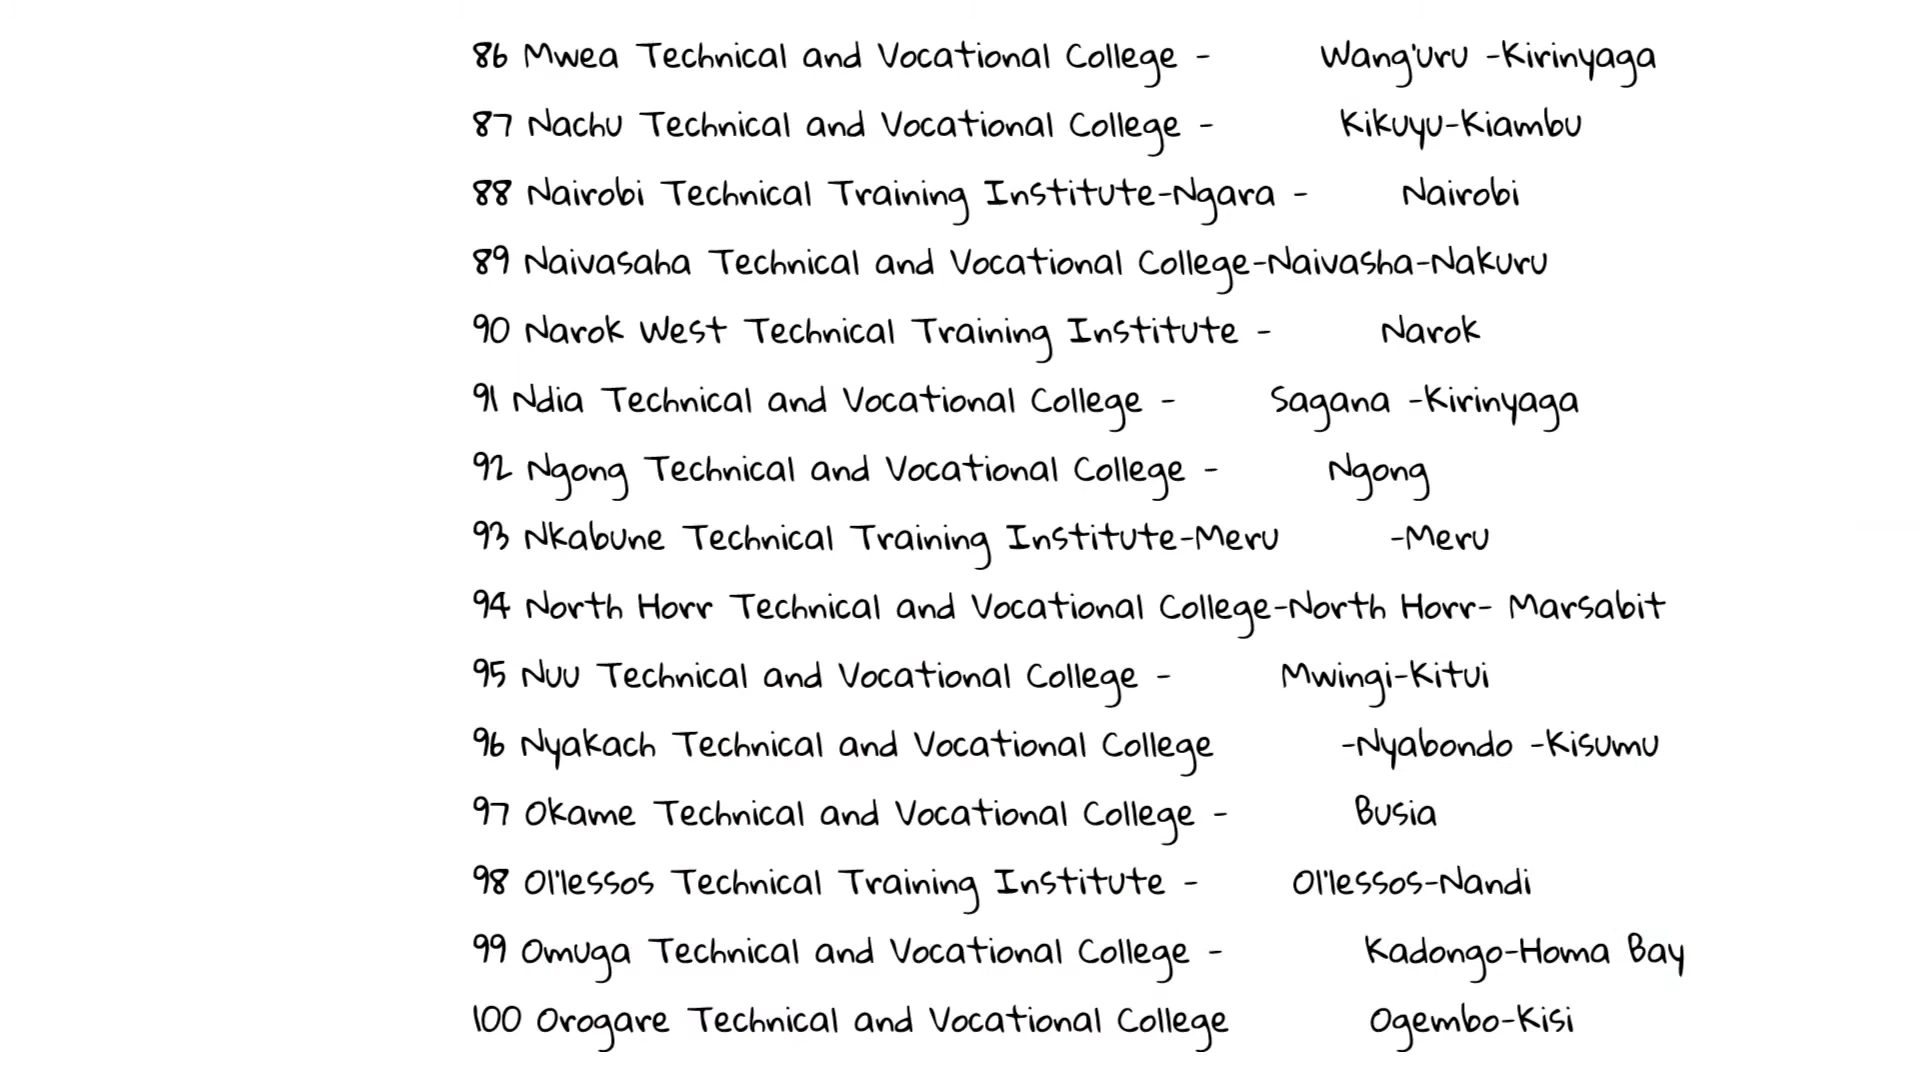 86 Mwea Technical and Vocational College - Wang'uru -Kirinyaga
87 Nachu Technical and Vocational College - Kikuyu-Kiambu
88 Nairobi Technical Training Institute-Ngara - Nairobi
89 Naivasaha Technical and Vocational College-Naivasha-Nakuru
90 Narok West Technical Training Institute - Narok
91 Ndia Technical and Vocational College - Sagana -Kirinyaga
92 Ngong Technical and Vocational College - Ngong
93 Nkabune Technical Training Institute-Meru -Meru
94 North Horr Technical and Vocational College-North Horr- Marsabit
95 Nuu Technical and Vocational College - Mwingi-Kitui
96 Nyakach Technical and Vocational College -Nyabondo -Kisumu
97 Okame Technical and Vocational College - Busia
98 Ol'lessos Technical Training Institute - Ol'lessos-Nandi
99 Omuga Technical and Vocational College - Kadongo-Homa Bay
100 Orogare Technical and Vocational College Ogembo-Kisi